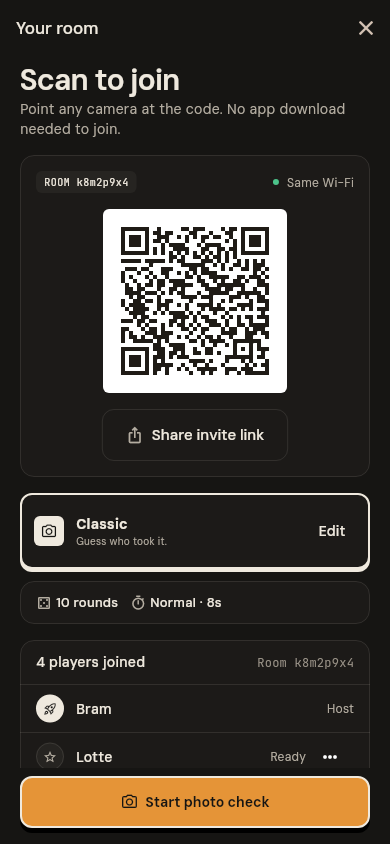 Your room
Scan to join
Point any camera at the code. No app download
needed to join.
ROOM k8m2p9x4
Same Wi-Fi
Share invite link
Classic
Guess who took it.
Edit
10 rounds
Normal · 8s
4 players joined
Room k8m2p9x4
Bram
Host
Lotte
Ready
Start photo check